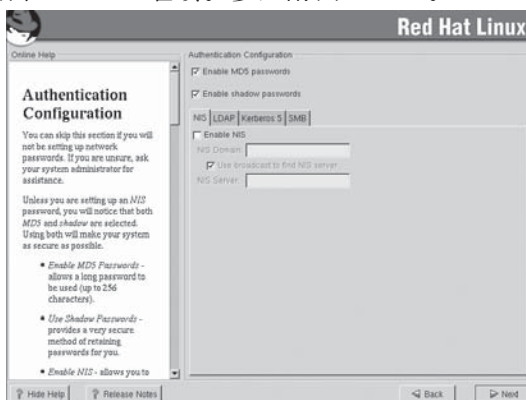 Red Hat Linux
Online Help
Authentication
Configuration
You can skip this section if you will
not be setting up network
passwords. If you are unsure, ask
your system administrator for
assistance.
Unless you are setting up an NIS
password, you will notice that both
MD5 and shadow are selected.
Using both will make your system
as secure as possible.
• Enable MD5 Passwords -
allows a long password to
be used (up to 256
characters).
• Use Shadow Passwords -
provides a very secure
method of retaining
passwords for you.
• Enable NIS - allows you to
Authentication Configuration
Enable MD5 passwords
Enable shadow passwords
NIS LDAP Kerberos 5 SMB
Enable NIS
NIS Domain:
Use broadcast to find NIS server
NIS Server:
Hide Help Release Notes Back Next